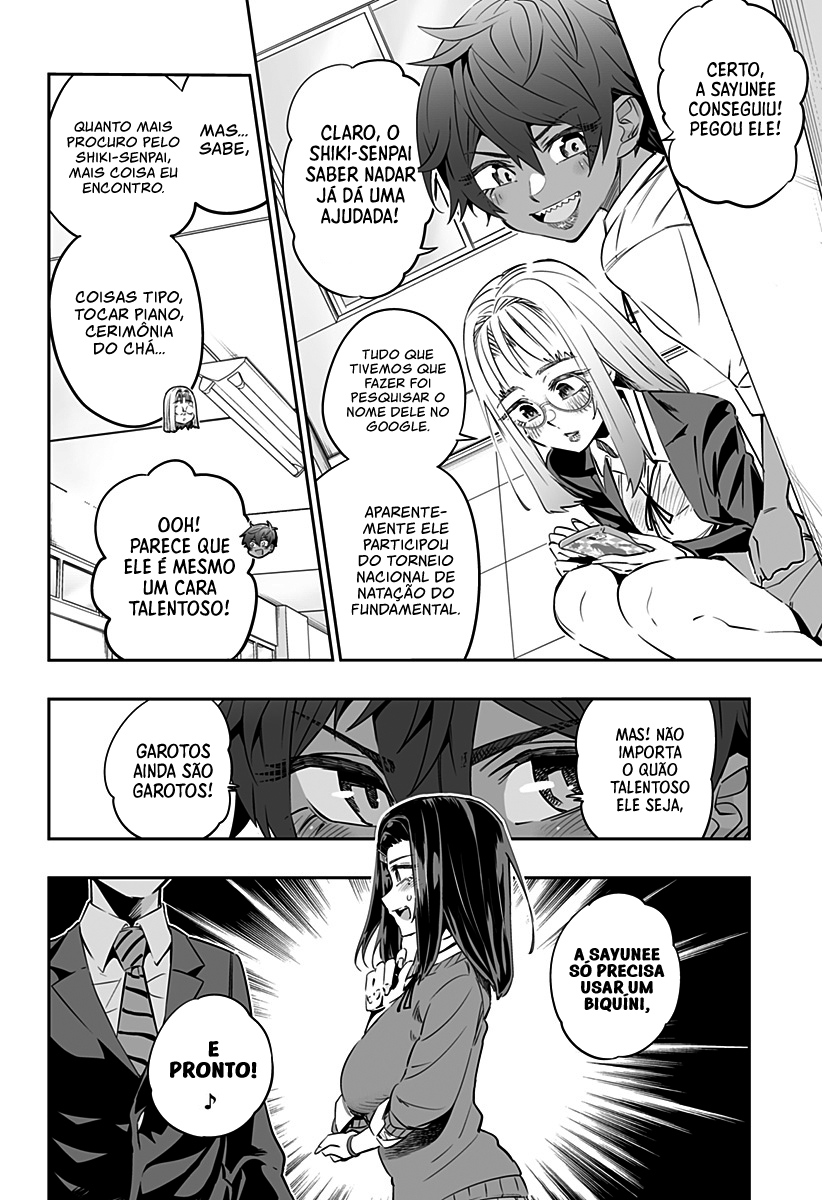 CERTO,
A SAYUNEE
CONSEGUIU!
PEGOU ELE!
CLARO, O
SHIKI-SENPAI
SABER NADAR
JÁ DÁ UMA
AJUDADA!
TUDO QUE
TIVEMOS QUE
FAZER FOI
PESQUISAR O
NOME DELE NO
GOOGLE.
APARENTE-
MENTE ELE
PARTICIPOU
DO TORNEIO
NACIONAL DE
NATAÇÃO DO
FUNDAMENTAL.
MAS...
SABE,
QUANTO MAIS
PROCURO PELO
SHIKI-SENPAI,
MAIS COISA EU
ENCONTRO.
COISAS TIPO,
TOCAR PIANO,
CERIMÔNIA
DO CHÁ...
OOH!
PARECE QUE
ELE É MESMO
UM CARA
TALENTOSO!
MAS! NÃO
IMPORTA
O QUÃO
TALENTOSO
ELE SEJA,
GAROTOS
AINDA SÃO
GAROTOS!
A SAYUNEE
SÓ PRECISA
USAR UM
BIQUÍNI,
E
PRONTO!
♪